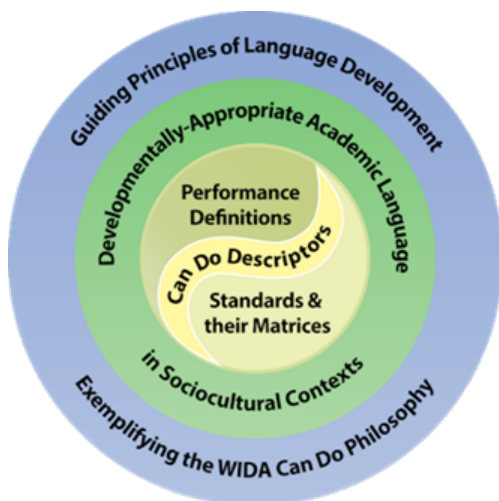 Guiding Principles of Language Development
Developmentally-Appropriate Academic Language
Performance
Definitions
Can Do Descriptors
Standards &
their Matrices
in Sociocultural Contexts
Exemplifying the WIDA Can Do Philosophy